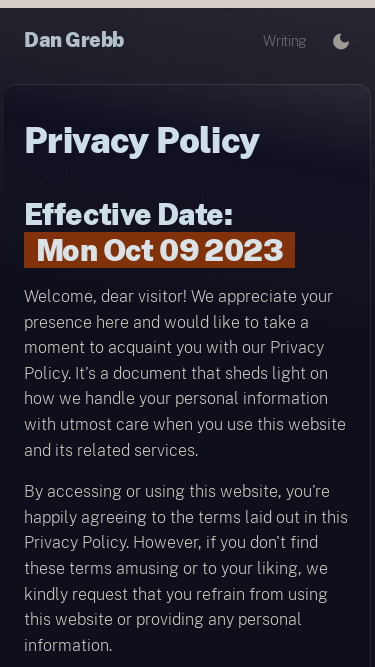 Dan Grebb
Writing
Privacy Policy
Effective Date:
Mon Oct 09 2023
Welcome, dear visitor! We appreciate your
presence here and would like to take a
moment to acquaint you with our Privacy
Policy. It's a document that sheds light on
how we handle your personal information
with utmost care when you use this website
and its related services.
By accessing or using this website, you're
happily agreeing to the terms laid out in this
Privacy Policy. However, if you don't find
these terms amusing or to your liking, we
kindly request that you refrain from using
this website or providing any personal
information.